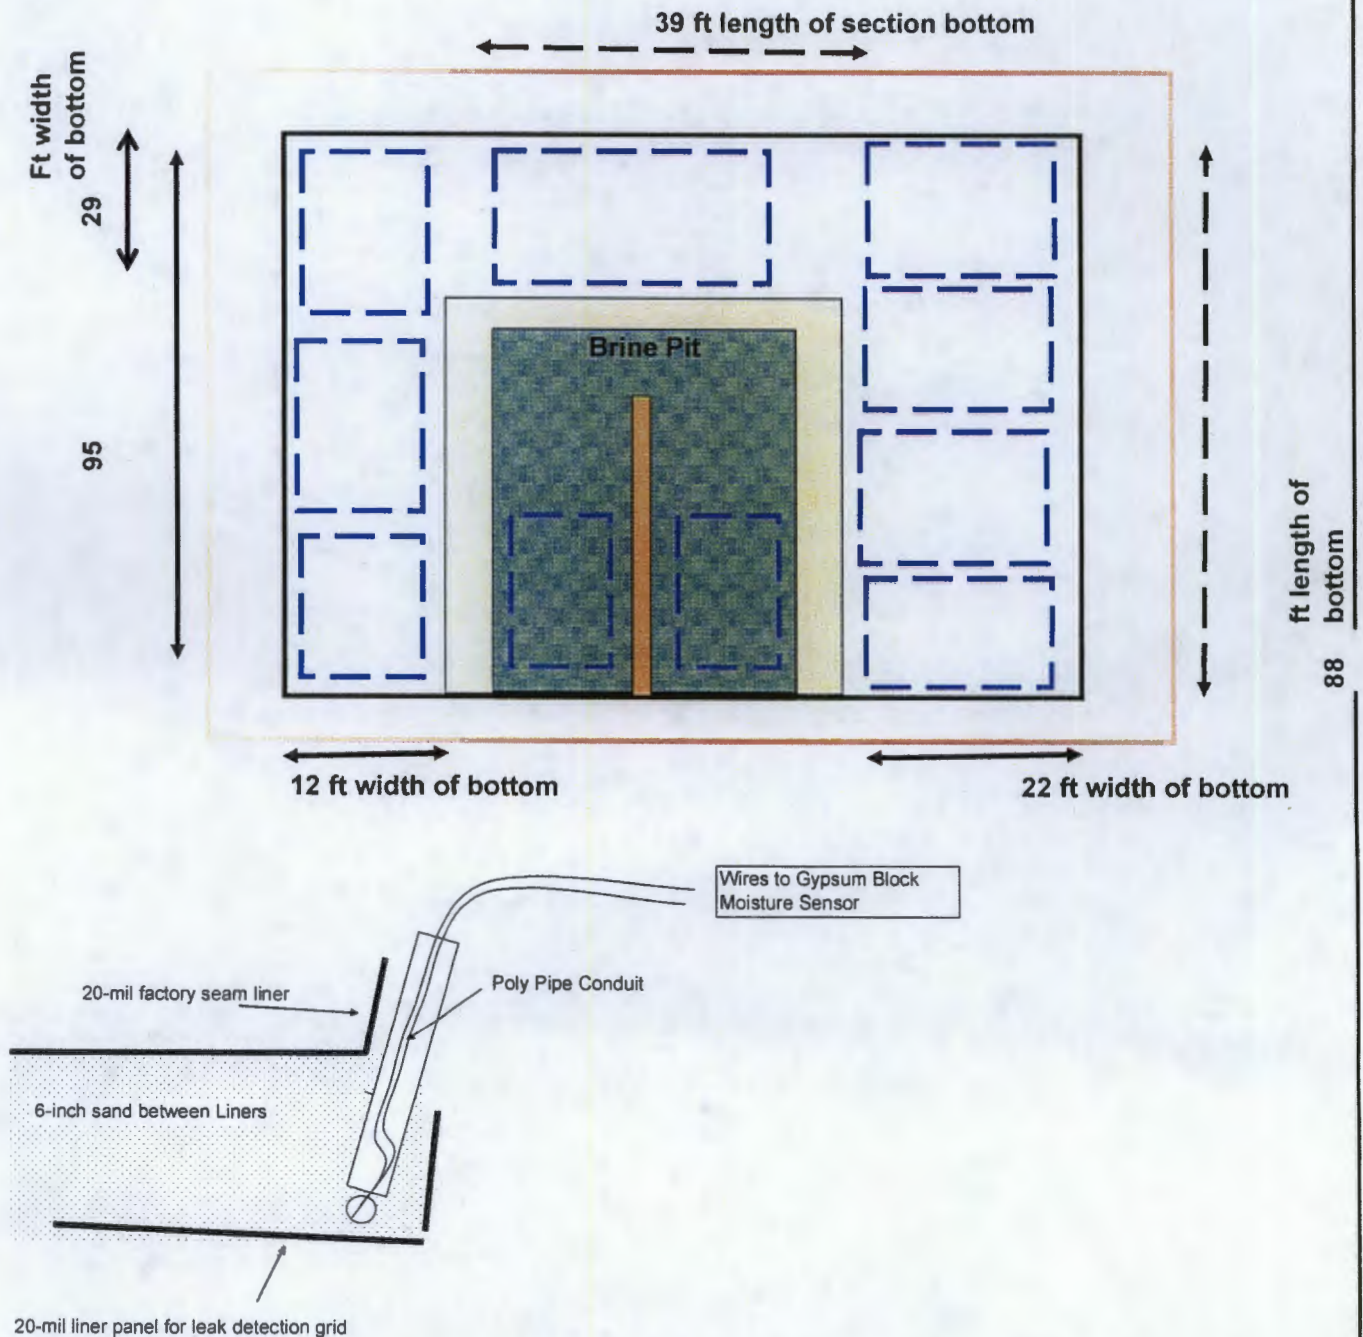 39 ft length of section bottom
Ft width
of bottom
29
95
Brine Pit
ft length of
bottom
88
12 ft width of bottom
22 ft width of bottom
Wires to Gypsum Block
Moisture Sensor
Poly Pipe Conduit
20-mil factory seam liner
6-inch sand between Liners
20-mil liner panel for leak detection grid